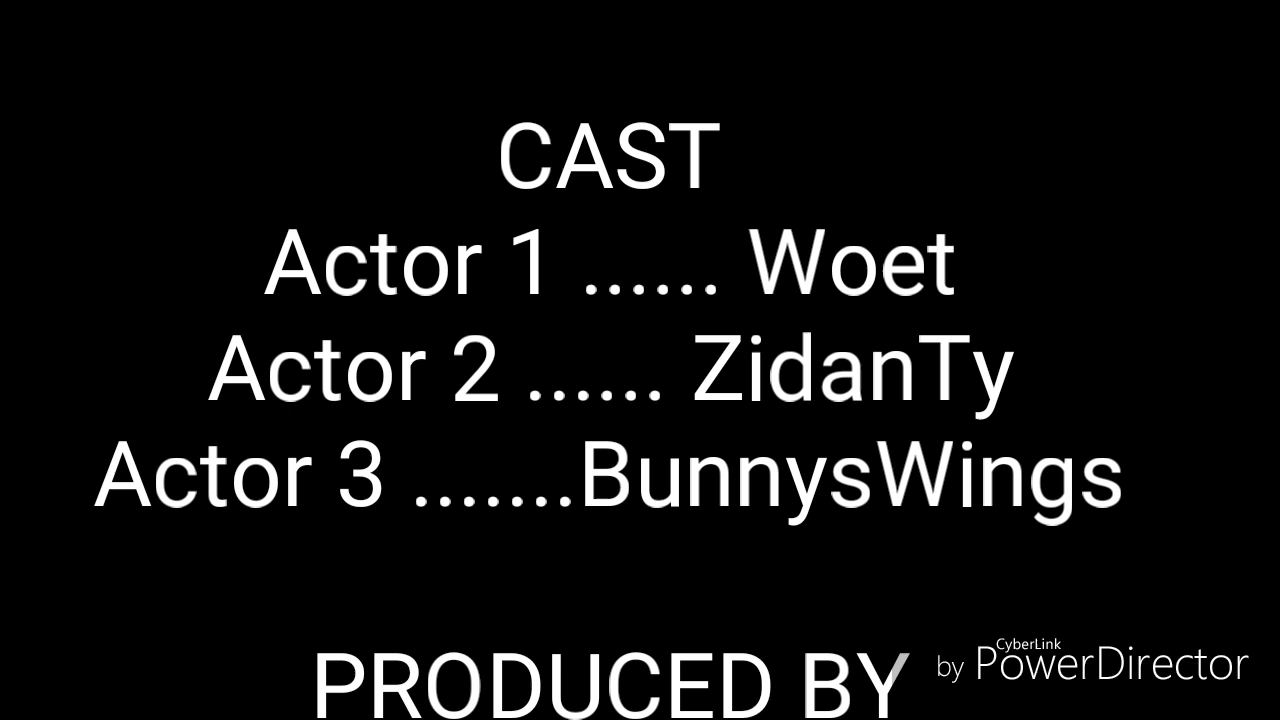 CAST
Actor 1 ...... Woet
Actor 2 ...... ZidanTy
Actor 3 .......BunnysWings
PRODUCED BY
CyberLink
by PowerDirector